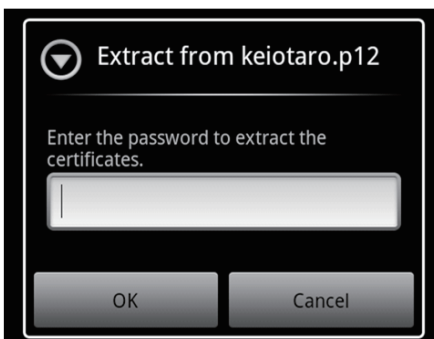 Extract from keiotaro.p12
Enter the password to extract the
certificates.
OK
Cancel